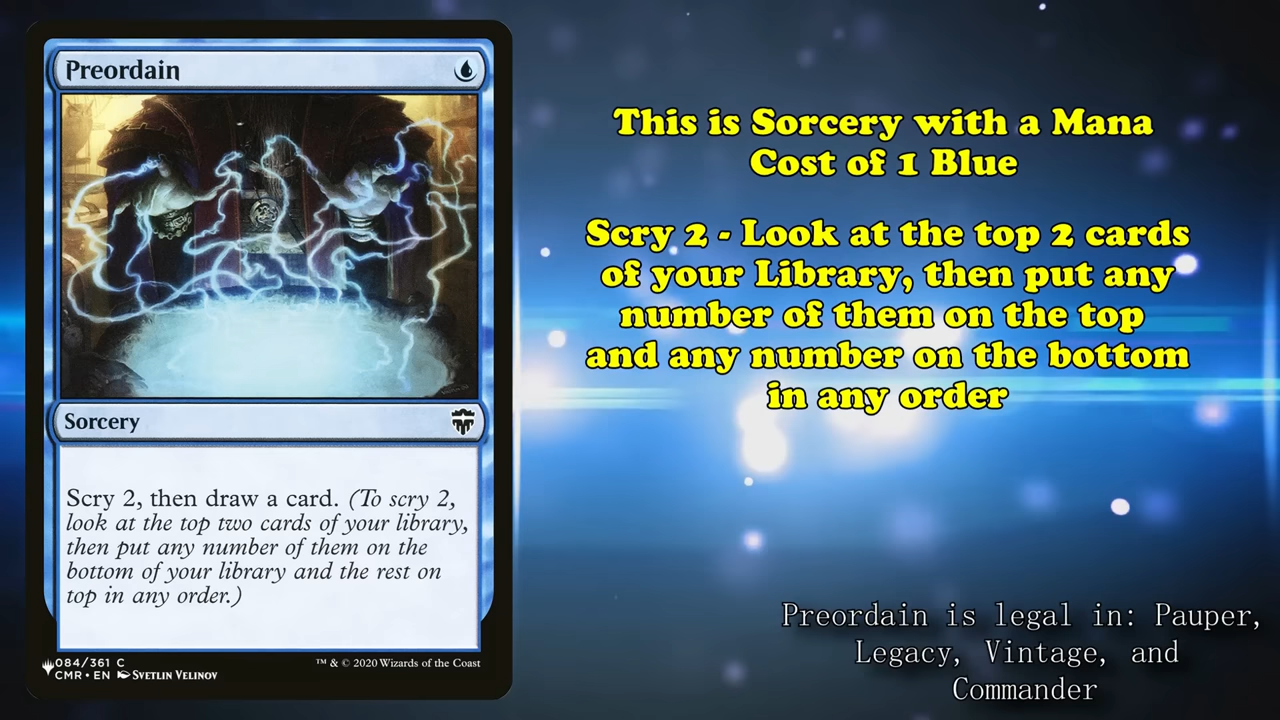 Preordain
Sorcery
Scry 2, then draw a card. (To scry 2,
look at the top two cards of your library,
then put any number of them on the
bottom of your library and the rest on
top in any order.)
084/361 C
CMR • EN SVETLIN VELINOV
™ & © 2020 Wizards of the Coast
This is Sorcery with a Mana
Cost of 1 Blue
Scry 2 - Look at the top 2 cards
of your Library, then put any
number of them on the top
and any number on the bottom
in any order
Preordain is legal in: Pauper,
Legacy, Vintage, and
Commander